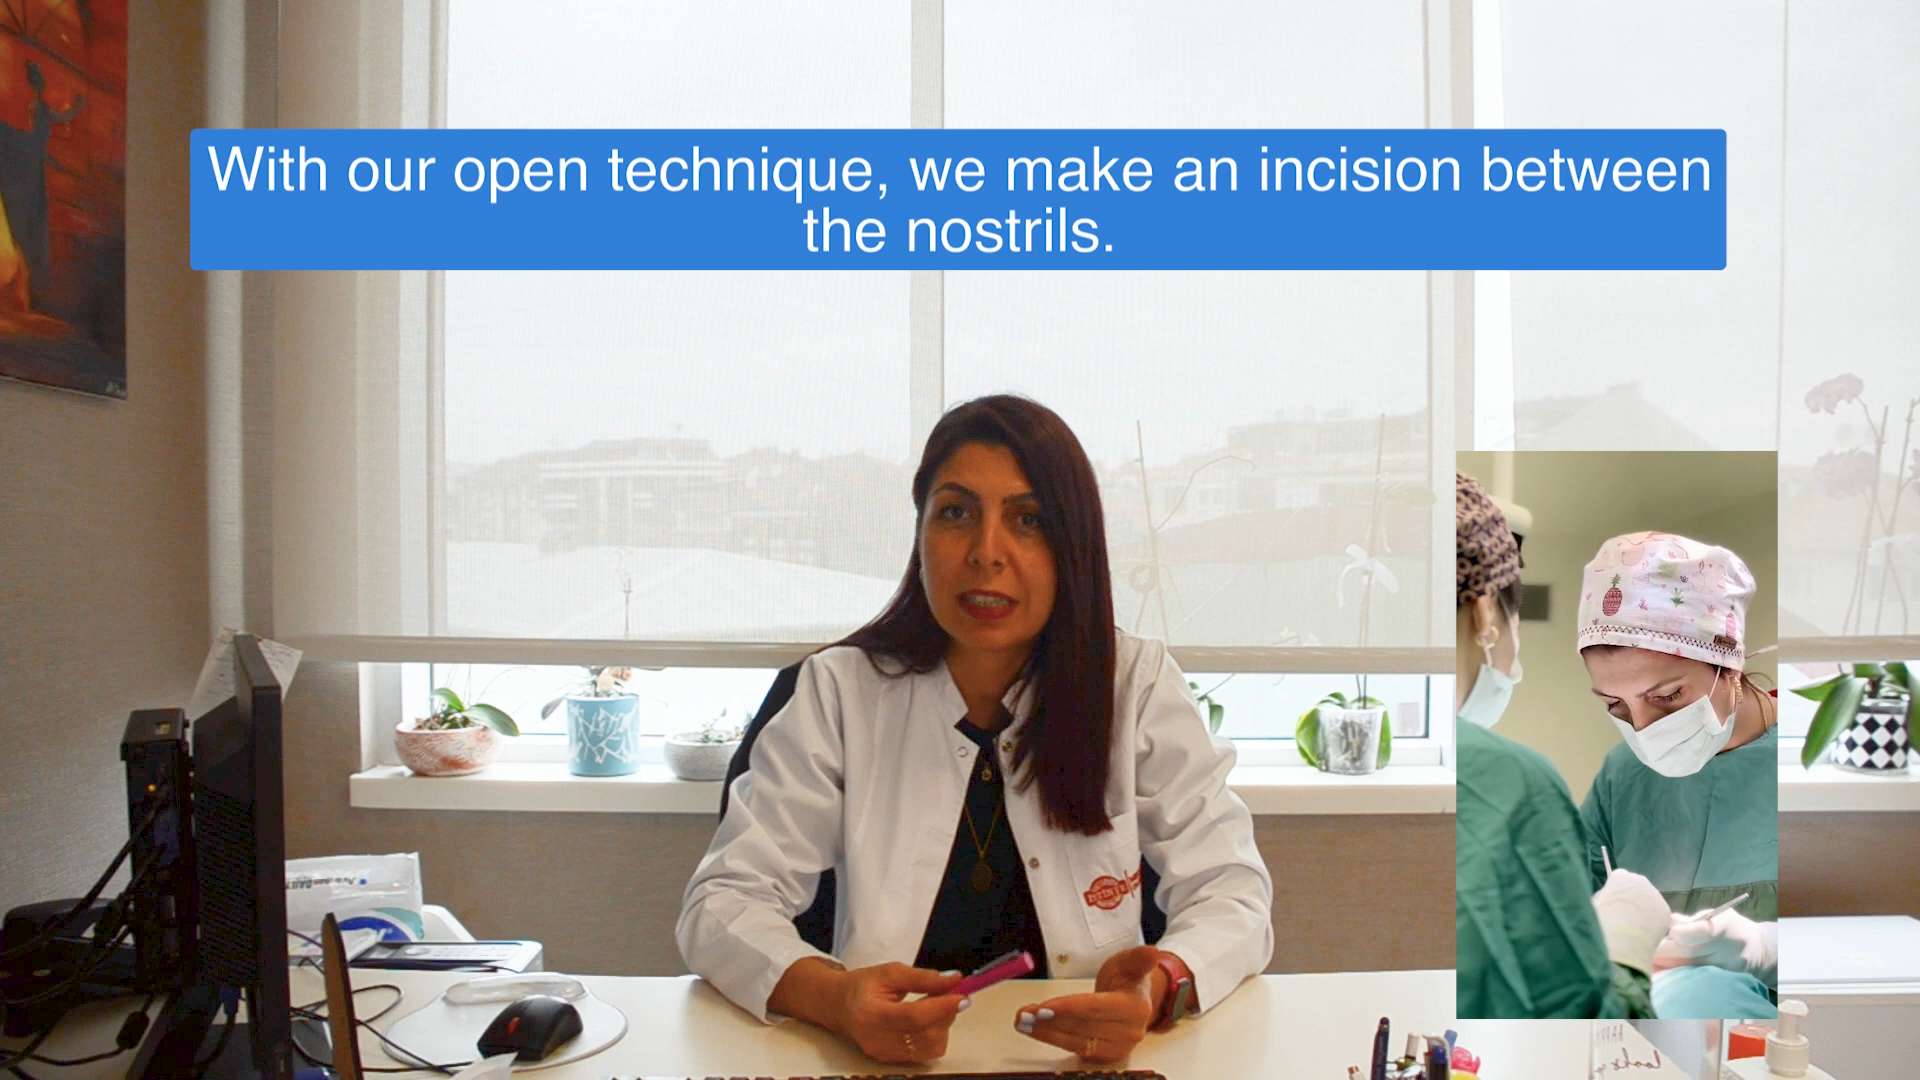 With our open technique, we make an incision between
the nostrils.